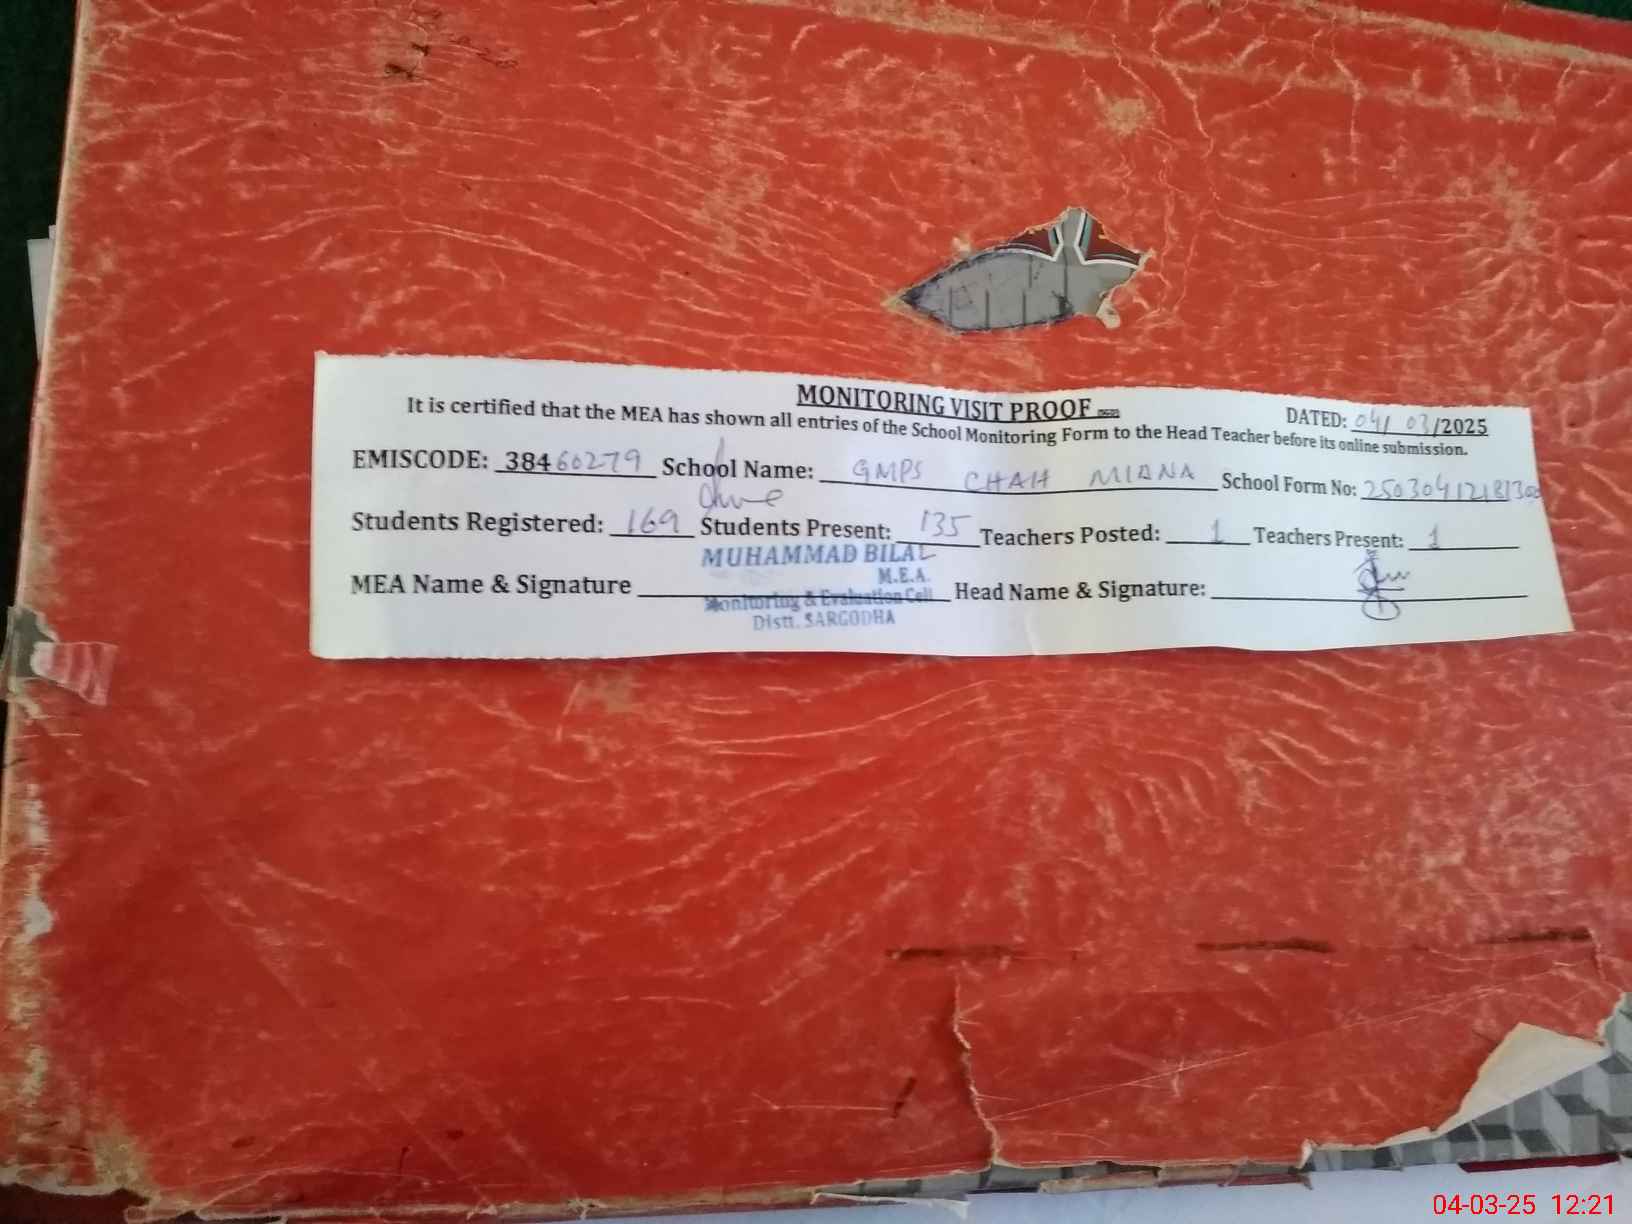 MONITORING VISIT PROOF
DATED: 04/ 03/2025
It is certified that the MEA has shown all entries of the School Monitoring Form to the Head Teacher before its online submission.
EMISCODE: 38460279 School Name: GMPS CHAH MIANA School Form No:
Students Registered: 169 Students Present: 135 Teachers Posted: 1 Teachers Present: 1
MUHAMMAD BILAL
M.E.A.
MEA Name & Signature Head Name & Signature:
Monitoring & Evaluation Cell
Distt. SARGODHA
04-03-25 12:21